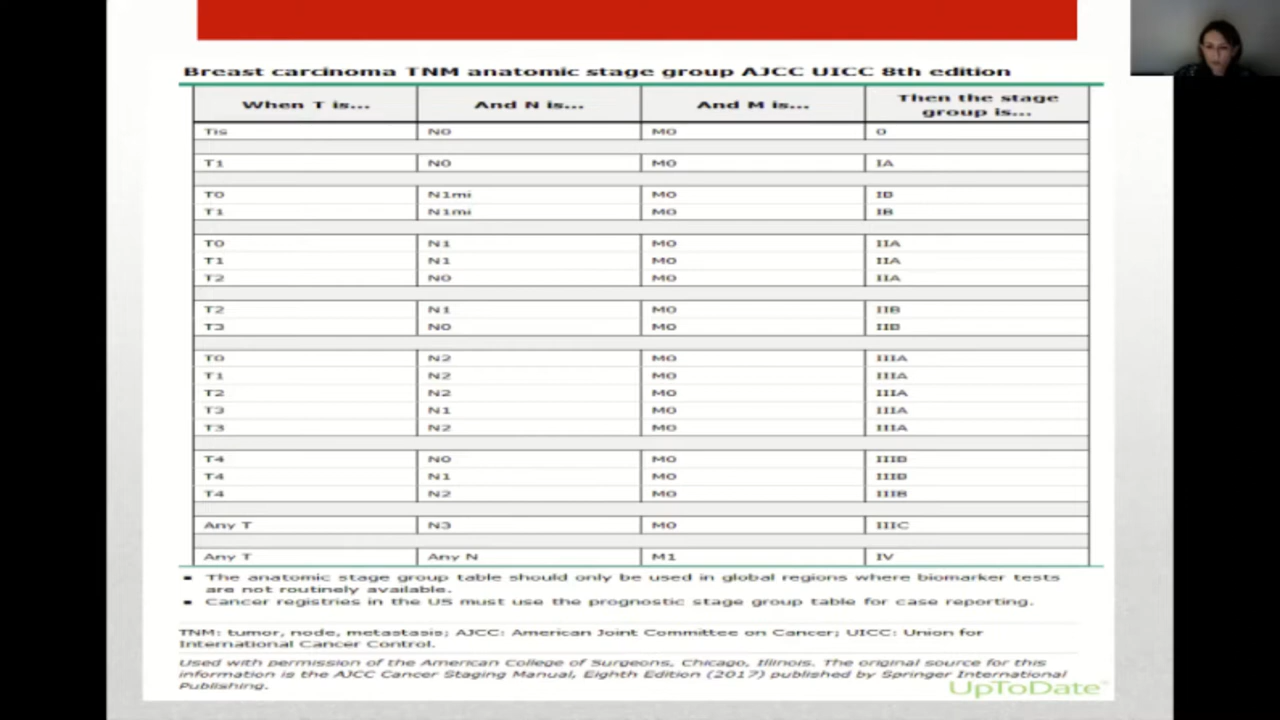 Breast carcinoma TNM anatomic stage group AJCC UICC 8th edition
When T is... And N is... And M is... Then the stage group is...
Tis N0 M0 0
T1 N0 M0 IA
T0 N1mi M0 IB
T1 N1mi M0 IB
T0 N1 M0 IIA
T1 N1 M0 IIA
T2 N0 M0 IIA
T2 N1 M0 IIB
T3 N0 M0 IIB
T0 N2 M0 IIIA
T1 N2 M0 IIIA
T2 N2 M0 IIIA
T3 N1 M0 IIIA
T3 N2 M0 IIIA
T4 N0 M0 IIIB
T4 N1 M0 IIIB
T4 N2 M0 IIIB
Any T N3 M0 IIIC
Any T Any N M1 IV
▪ The anatomic stage group table should only be used in global regions where biomarker tests
are not routinely available.
▪ Cancer registries in the US must use the prognostic stage group table for case reporting.
TNM: tumor, node, metastasis; AJCC: American Joint Committee on Cancer; UICC: Union for
International Cancer Control.
Used with permission of the American College of Surgeons, Chicago, Illinois. The original source for this
information is the AJCC Cancer Staging Manual, Eighth Edition (2017) published by Springer International
Publishing.
UpToDate